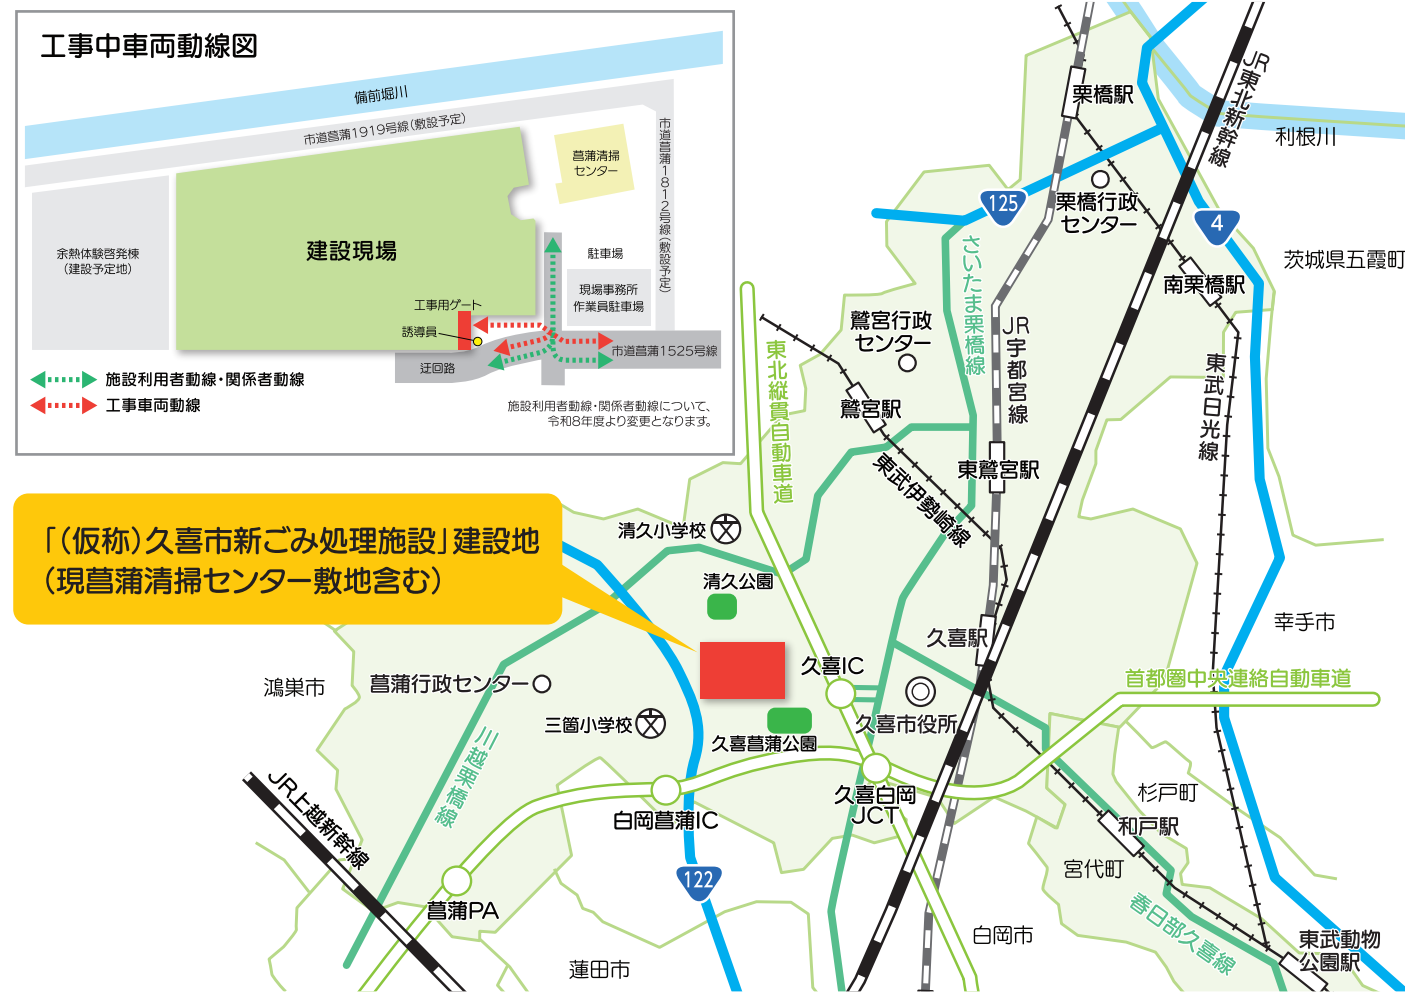 工事中車両動線図
備前堀川
市道菖蒲1919号線（敷設予定）
市道菖蒲1812号線（敷設予定）
菖蒲清掃
センター
余熱体験啓発棟
（建設予定地）
建設現場
駐車場
現場事務所
作業員駐車場
工事用ゲート
誘導員
市道菖蒲1525号線
迂回路
施設利用者動線・関係者動線
工事車両動線
施設利用者動線・関係者動線について、
令和8年度より変更となります。
「（仮称）久喜市新ごみ処理施設」建設地
（現菖蒲清掃センター敷地含む）
栗橋駅
JR東北新幹線
利根川
125
栗橋行政
センター
4
茨城県五霞町
さいたま栗橋線
南栗橋駅
鷲宮行政
センター
JR宇都宮線
東北縦貫自動車道
東武日光線
鷲宮駅
東武伊勢崎線
東鷲宮駅
清久小学校
清久公園
久喜駅
幸手市
久喜IC
首都圏中央連絡自動車道
鴻巣市
菖蒲行政センター
三箇小学校
久喜菖蒲公園
久喜市役所
川越栗橋線
JR上越新幹線
白岡菖蒲IC
久喜白岡
JCT
杉戸町
和戸駅
宮代町
122
菖蒲PA
春日部久喜線
白岡市
蓮田市
東武動物
公園駅